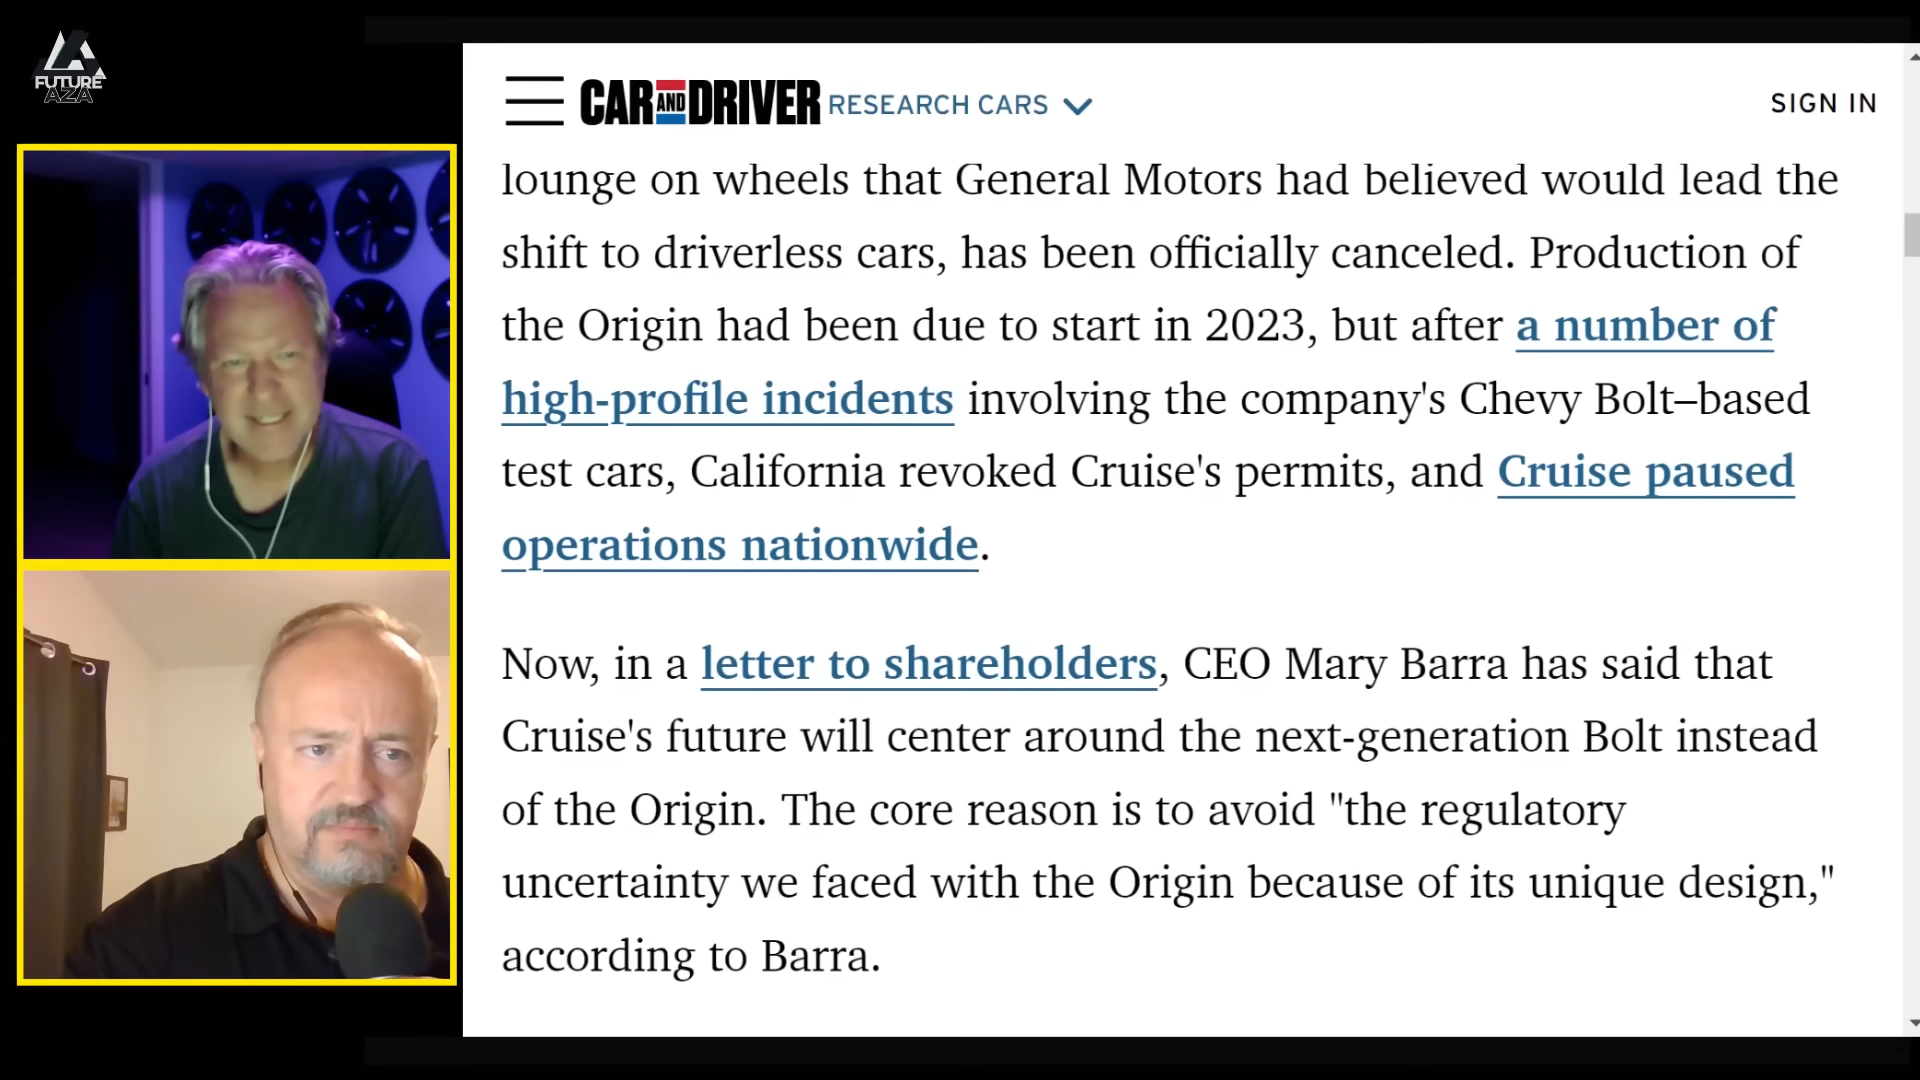 FUTURE
AZA
CAR AND DRIVER RESEARCH CARS
SIGN IN
lounge on wheels that General Motors had believed would lead the
shift to driverless cars, has been officially canceled. Production of
the Origin had been due to start in 2023, but after a number of
high-profile incidents involving the company's Chevy Bolt–based
test cars, California revoked Cruise's permits, and Cruise paused
operations nationwide.
Now, in a letter to shareholders, CEO Mary Barra has said that
Cruise's future will center around the next-generation Bolt instead
of the Origin. The core reason is to avoid "the regulatory
uncertainty we faced with the Origin because of its unique design,"
according to Barra.